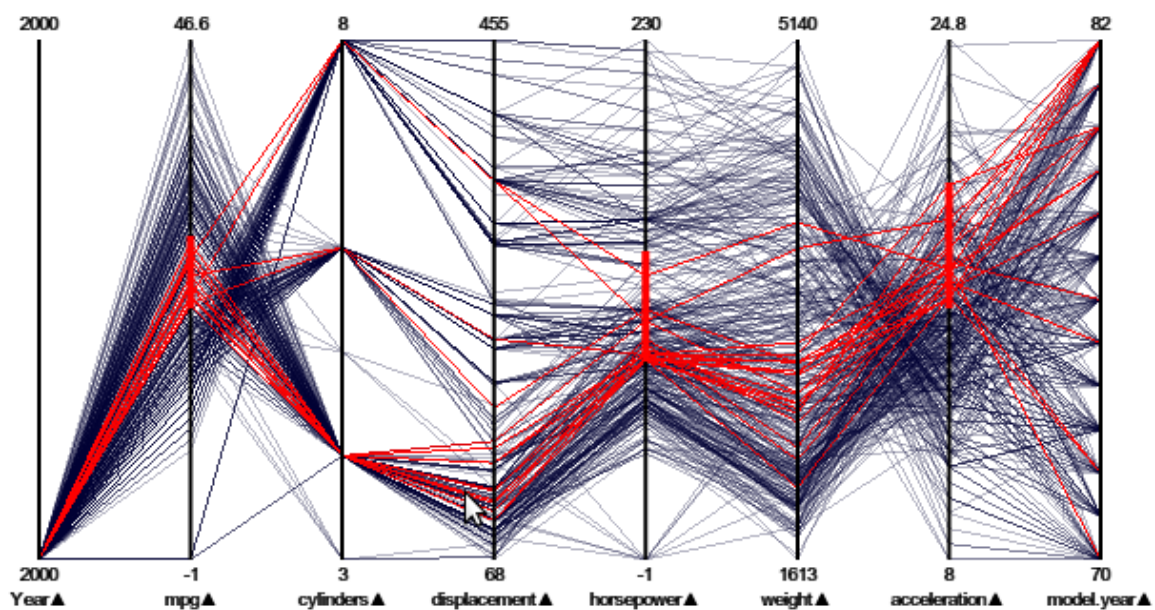 2000 46.6 8 455 230 5140 24.8 82
2000 -1 3 68 -1 1613 8 70
Year▲ mpg▲ cylinders▲ displacement▲ horsepower▲ weight▲ acceleration▲ model.year▲